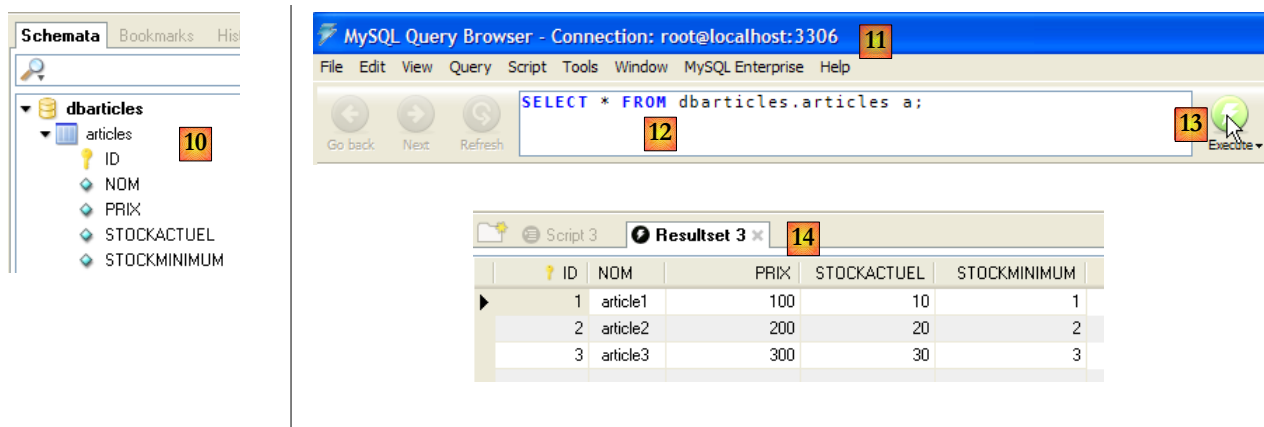 Schemata Bookmarks His
dbarticles
articles
10
ID
NOM
PRIX
STOCKACTUEL
STOCKMINIMUM
MySQL Query Browser - Connection: root@localhost:3306
11
File Edit View Query Script Tools Window MySQL Enterprise Help
SELECT * FROM dbarticles.articles a;
12
13
Go back Next Refresh Execute
Script 3 Resultset 3
14
ID NOM PRIX STOCKACTUEL STOCKMINIMUM
1 article1 100 10 1
2 article2 200 20 2
3 article3 300 30 3